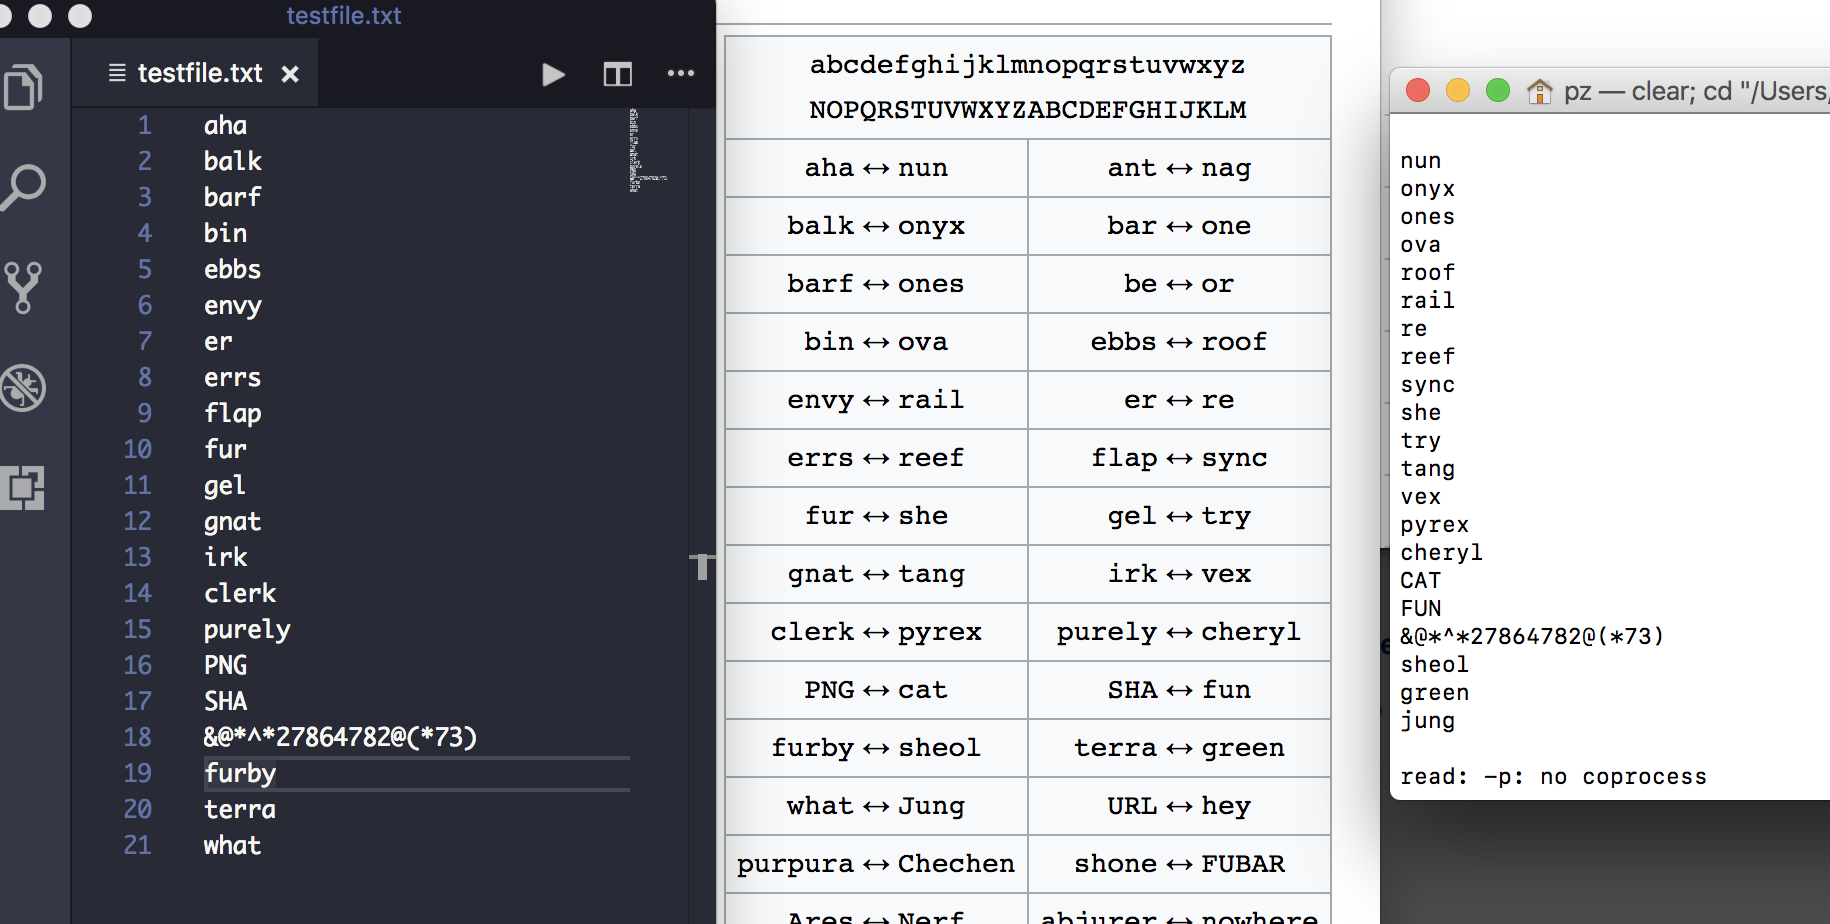 testfile.txt
testfile.txt
1 aha
2 balk
3 barf
4 bin
5 ebbs
6 envy
7 er
8 errs
9 flap
10 fur
11 gel
12 gnat
13 irk
14 clerk
15 purely
16 PNG
17 SHA
18 &@*^*27864782@(*73)
19 furby
20 terra
21 what
abcdefghijklmnopqrstuvwxyz
NOPQRSTUVWXYZABCDEFGHIJKLM
aha ↔ nun ant ↔ nag
balk ↔ onyx bar ↔ one
barf ↔ ones be ↔ or
bin ↔ ova ebbs ↔ roof
envy ↔ rail er ↔ re
errs ↔ reef flap ↔ sync
fur ↔ she gel ↔ try
gnat ↔ tang irk ↔ vex
clerk ↔ pyrex purely ↔ cheryl
PNG ↔ cat SHA ↔ fun
furby ↔ sheol terra ↔ green
what ↔ Jung URL ↔ hey
purpura ↔ Chechen shone ↔ FUBAR
Ares ↔ Nerf abjurer ↔ nowhere
pz — clear; cd "/Users/
nun
onyx
ones
ova
roof
rail
re
reef
sync
she
try
tang
vex
pyrex
cheryl
CAT
FUN
&@*^*27864782@(*73)
sheol
green
jung
read: -p: no coprocess